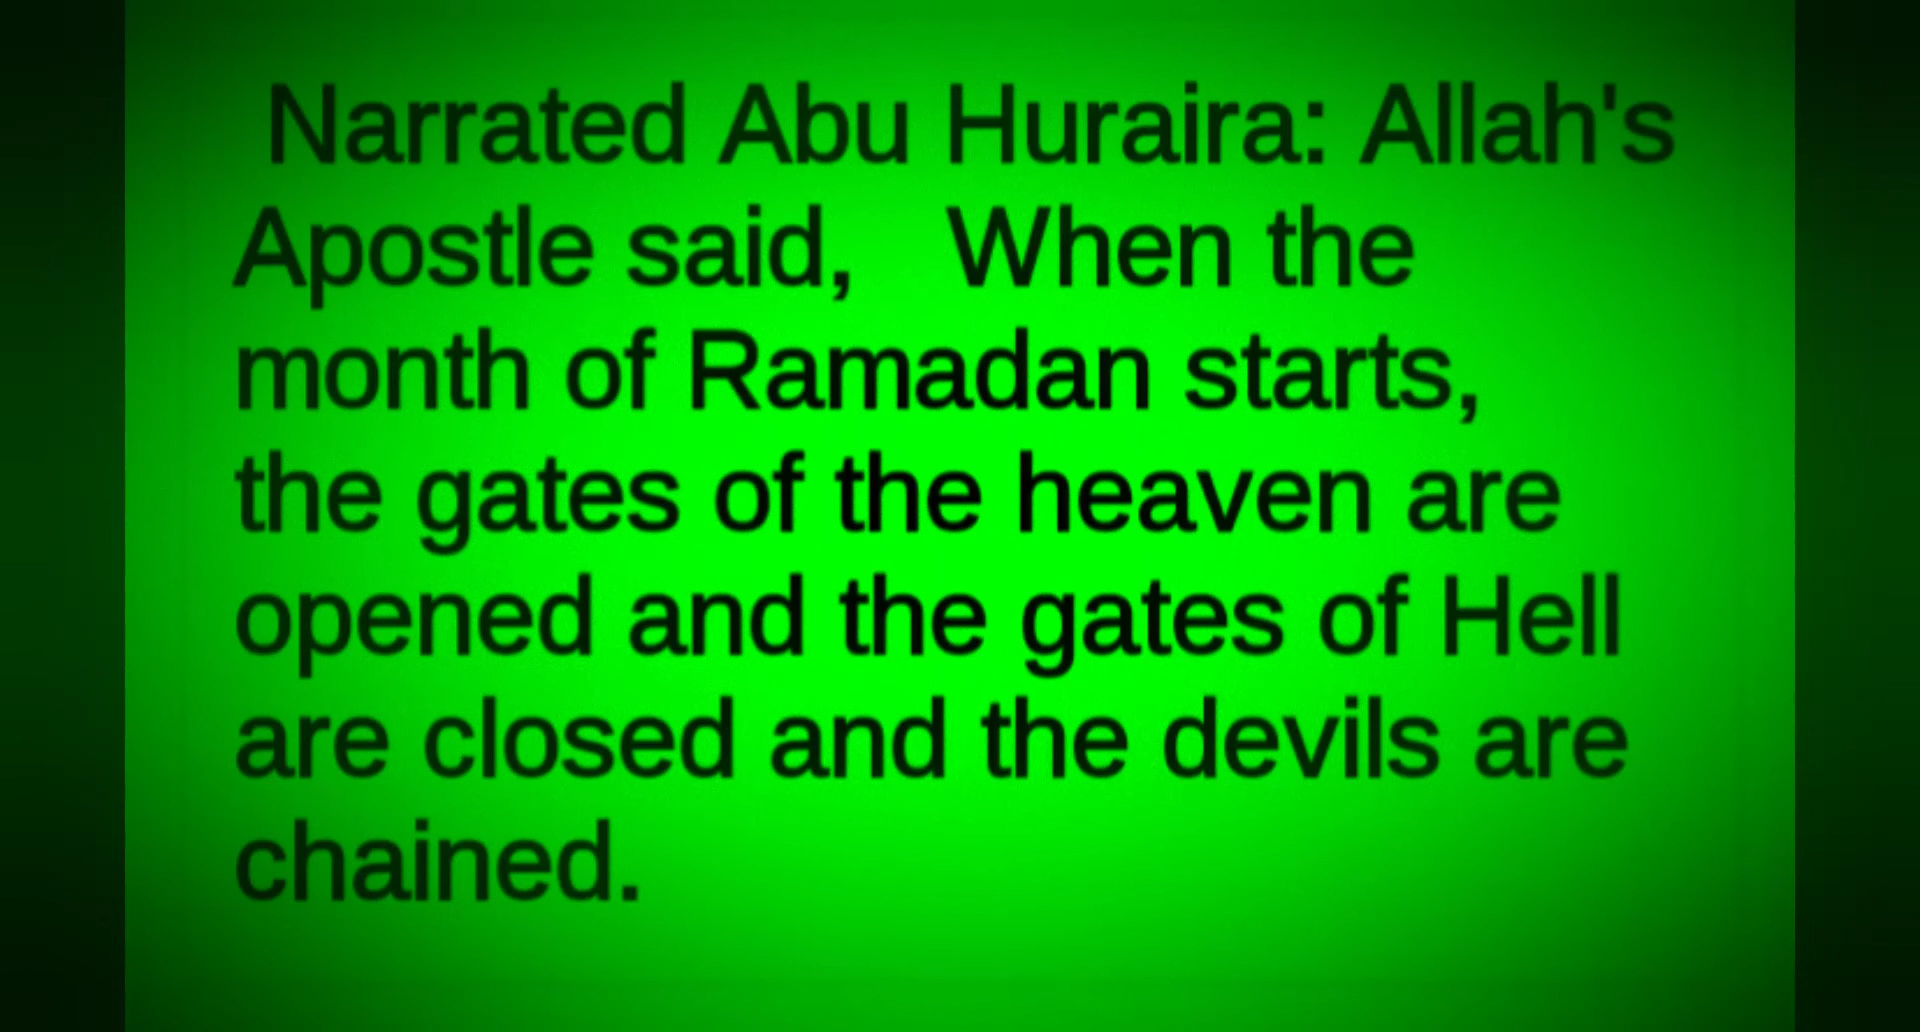 Narrated Abu Huraira: Allah's
Apostle said,   When the
month of Ramadan starts,
the gates of the heaven are
opened and the gates of Hell
are closed and the devils are
chained.